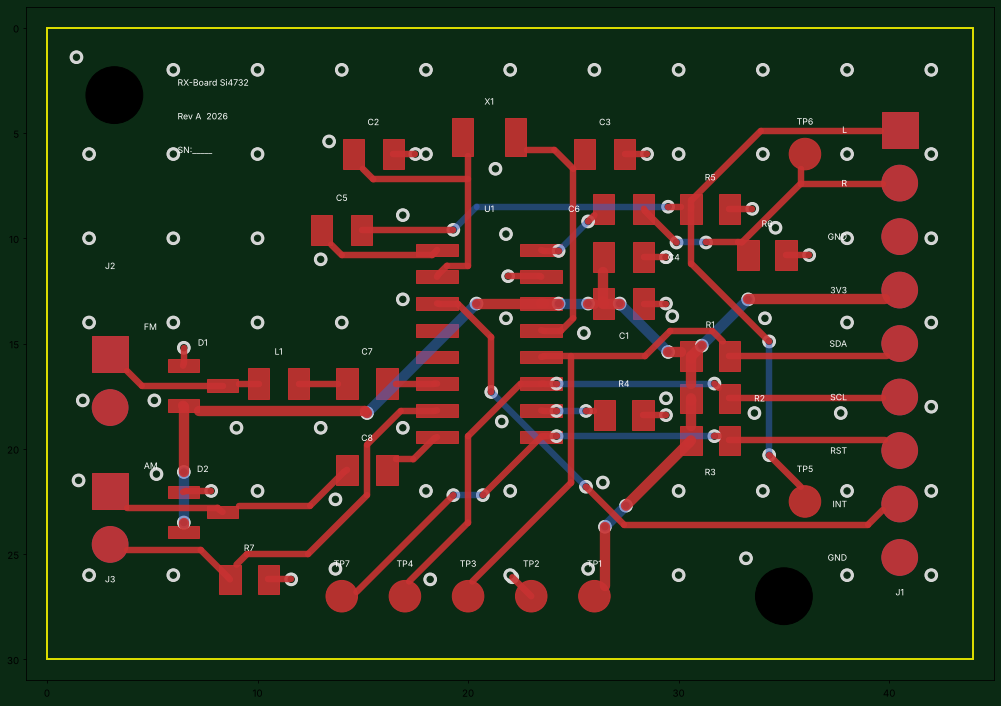 0
RX-Board Si4732
X1
Rev A  2026
C2
C3
TP6
L
5
SN:_____
R5
R
C5
U1
C6
R6
GND
10
C4
J2
3V3
FM
R1
D1
C1
SDA
15
L1
C7
R4
R2
SCL
C8
RST
AM
D2
R3
20
TP5
INT
R7
TP7
TP4
TP3
TP2
TP1
GND
25
J3
J1
30
0
10
20
30
40